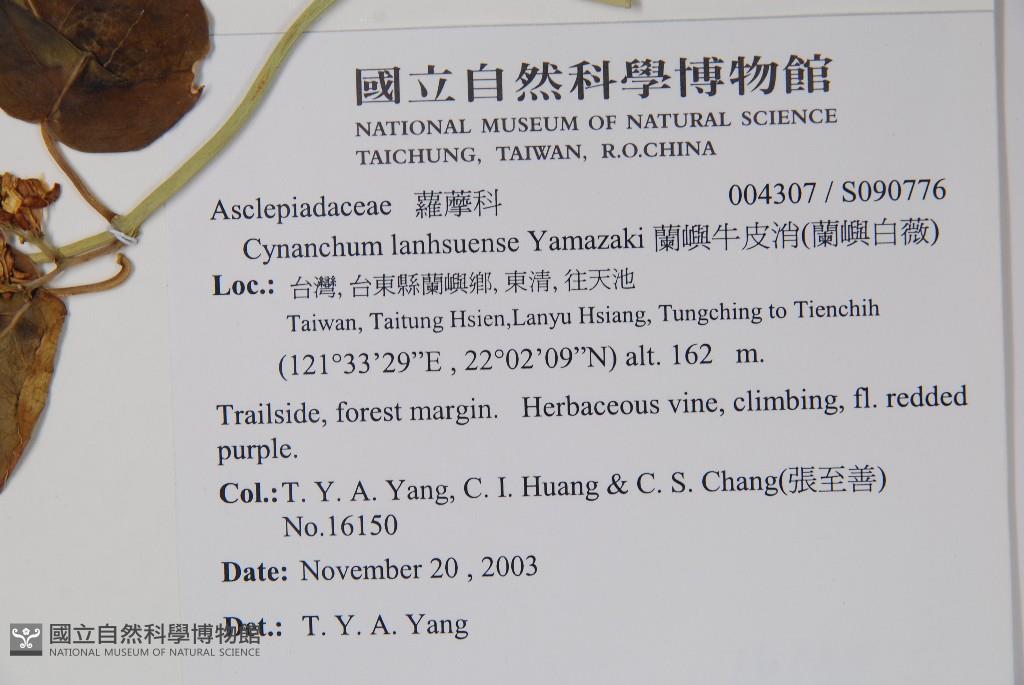 國立自然科學博物館
NATIONAL MUSEUM OF NATURAL SCIENCE
TAICHUNG, TAIWAN, R.O.CHINA
Asclepiadaceae 蘿藦科 004307 / S090776
Cynanchum lanhsuense Yamazaki 蘭嶼牛皮消(蘭嶼白薇)
Loc.: 台灣, 台東縣蘭嶼鄉, 東清, 往天池
Taiwan, Taitung Hsien,Lanyu Hsiang, Tungching to Tienchih
(121°33’29”E , 22°02’09”N) alt. 162 m.
Trailside, forest margin. Herbaceous vine, climbing, fl. redded
purple.
Col.: T. Y. A. Yang, C. I. Huang & C. S. Chang(張至善)
No.16150
Date: November 20 , 2003
Det.: T. Y. A. Yang
國立自然科學博物館
NATIONAL MUSEUM OF NATURAL SCIENCE